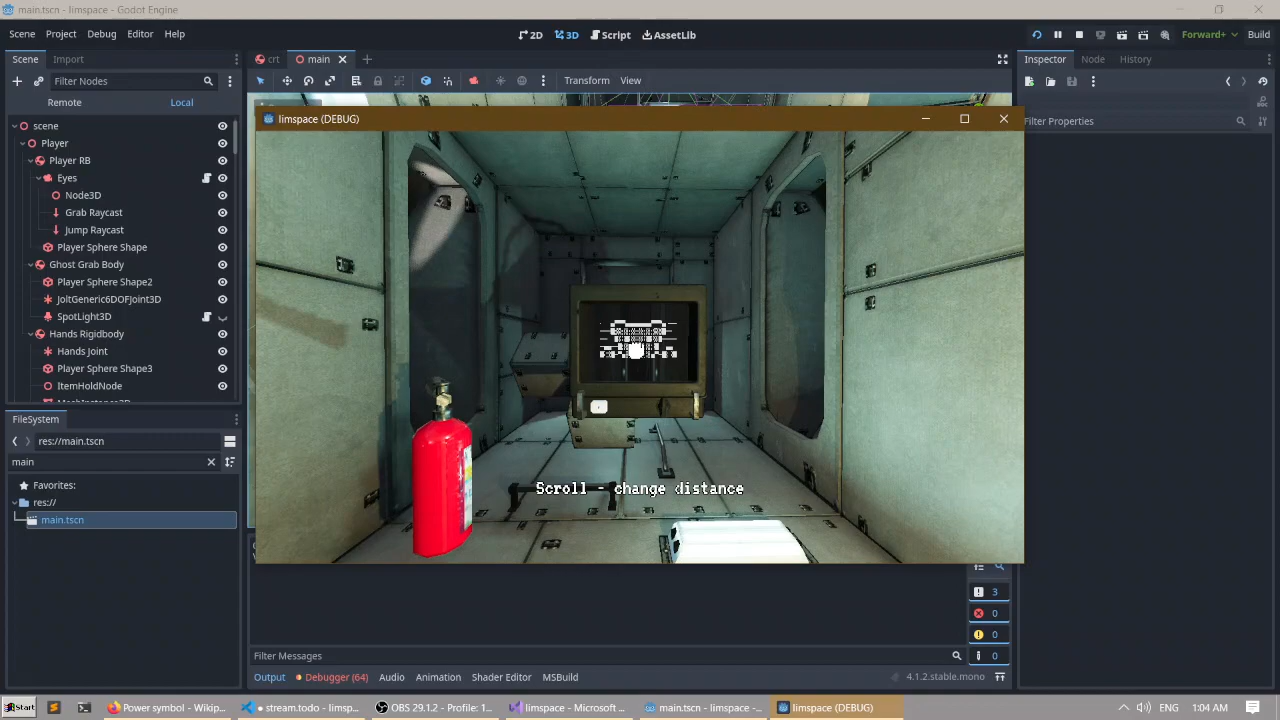 main.tscn - limspace - Godot Engine
Scene Project Debug Editor Help
2D 3D Script AssetLib
Forward+ Build
Scene Import
crt main
Inspector Node History
Filter Nodes
Transform View
Remote Local
limspace (DEBUG)
Filter Properties
scene
Player
Player RB
Eyes
Node3D
Grab Raycast
Jump Raycast
Player Sphere Shape
Ghost Grab Body
Player Sphere Shape2
JoltGeneric6DOFJoint3D
SpotLight3D
Hands Rigidbody
Hands Joint
Player Sphere Shape3
ItemHoldNode
MeshInstance3D
FileSystem
res://main.tscn
main
Favorites:
res://
main.tscn
Scroll - change distance
3
0
0
0
Filter Messages
Output Debugger (64) Audio Animation Shader Editor MSBuild
4.1.2.stable.mono
Start Power symbol - Wikip... stream.todo - limsp... OBS 29.1.2 - Profile: 1... limspace - Microsoft ... main.tscn - limspace -... limspace (DEBUG) ENG 1:04 AM